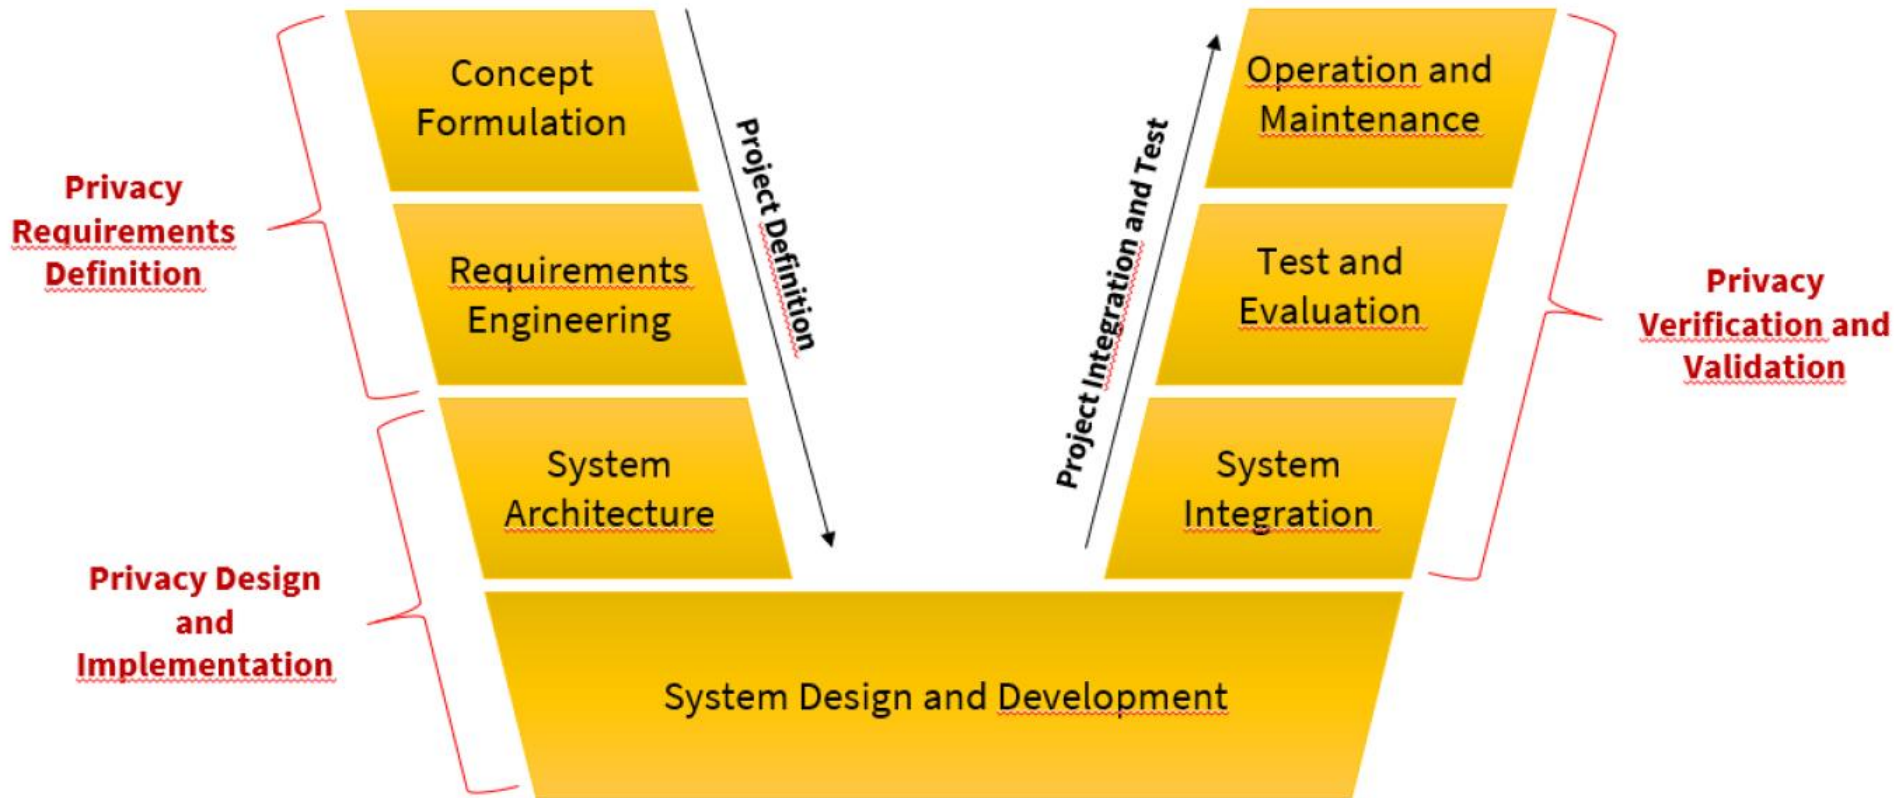 Concept
Formulation
Requirements
Engineering
System
Architecture
System Design and Development
System
Integration
Test and
Evaluation
Operation and
Maintenance
Project Definition
Project Integration and Test
Privacy
Requirements
Definition
Privacy Design
and
Implementation
Privacy
Verification and
Validation